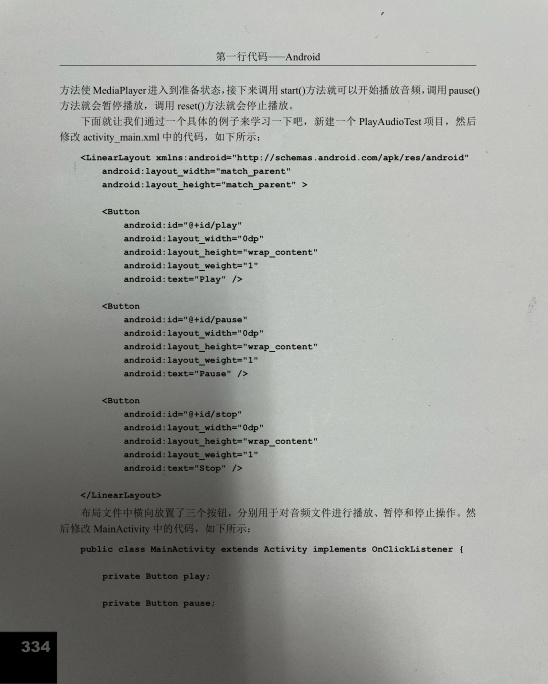 第一行代码——Android
方法使 MediaPlayer 进入到准备状态，接下来调用 start()方法就可以开始播放音频，调用 pause()
方法就会暂停播放，调用 reset()方法就会停止播放。
下面就让我们通过一个具体的例子来学习一下吧，新建一个 PlayAudioTest 项目，然后
修改 activity_main.xml 中的代码，如下所示：
<LinearLayout xmlns:android="http://schemas.android.com/apk/res/android"
android:layout_width="match_parent"
android:layout_height="match_parent" >
<Button
android:id="@+id/play"
android:layout_width="0dp"
android:layout_height="wrap_content"
android:layout_weight="1"
android:text="Play" />
<Button
android:id="@+id/pause"
android:layout_width="0dp"
android:layout_height="wrap_content"
android:layout_weight="1"
android:text="Pause" />
<Button
android:id="@+id/stop"
android:layout_width="0dp"
android:layout_height="wrap_content"
android:layout_weight="1"
android:text="Stop" />
</LinearLayout>
布局文件中横向放置了三个按钮，分别用于对音频文件进行播放、暂停和停止操作。然
后修改 MainActivity 中的代码，如下所示：
public class MainActivity extends Activity implements OnClickListener {
private Button play;
private Button pause;
334